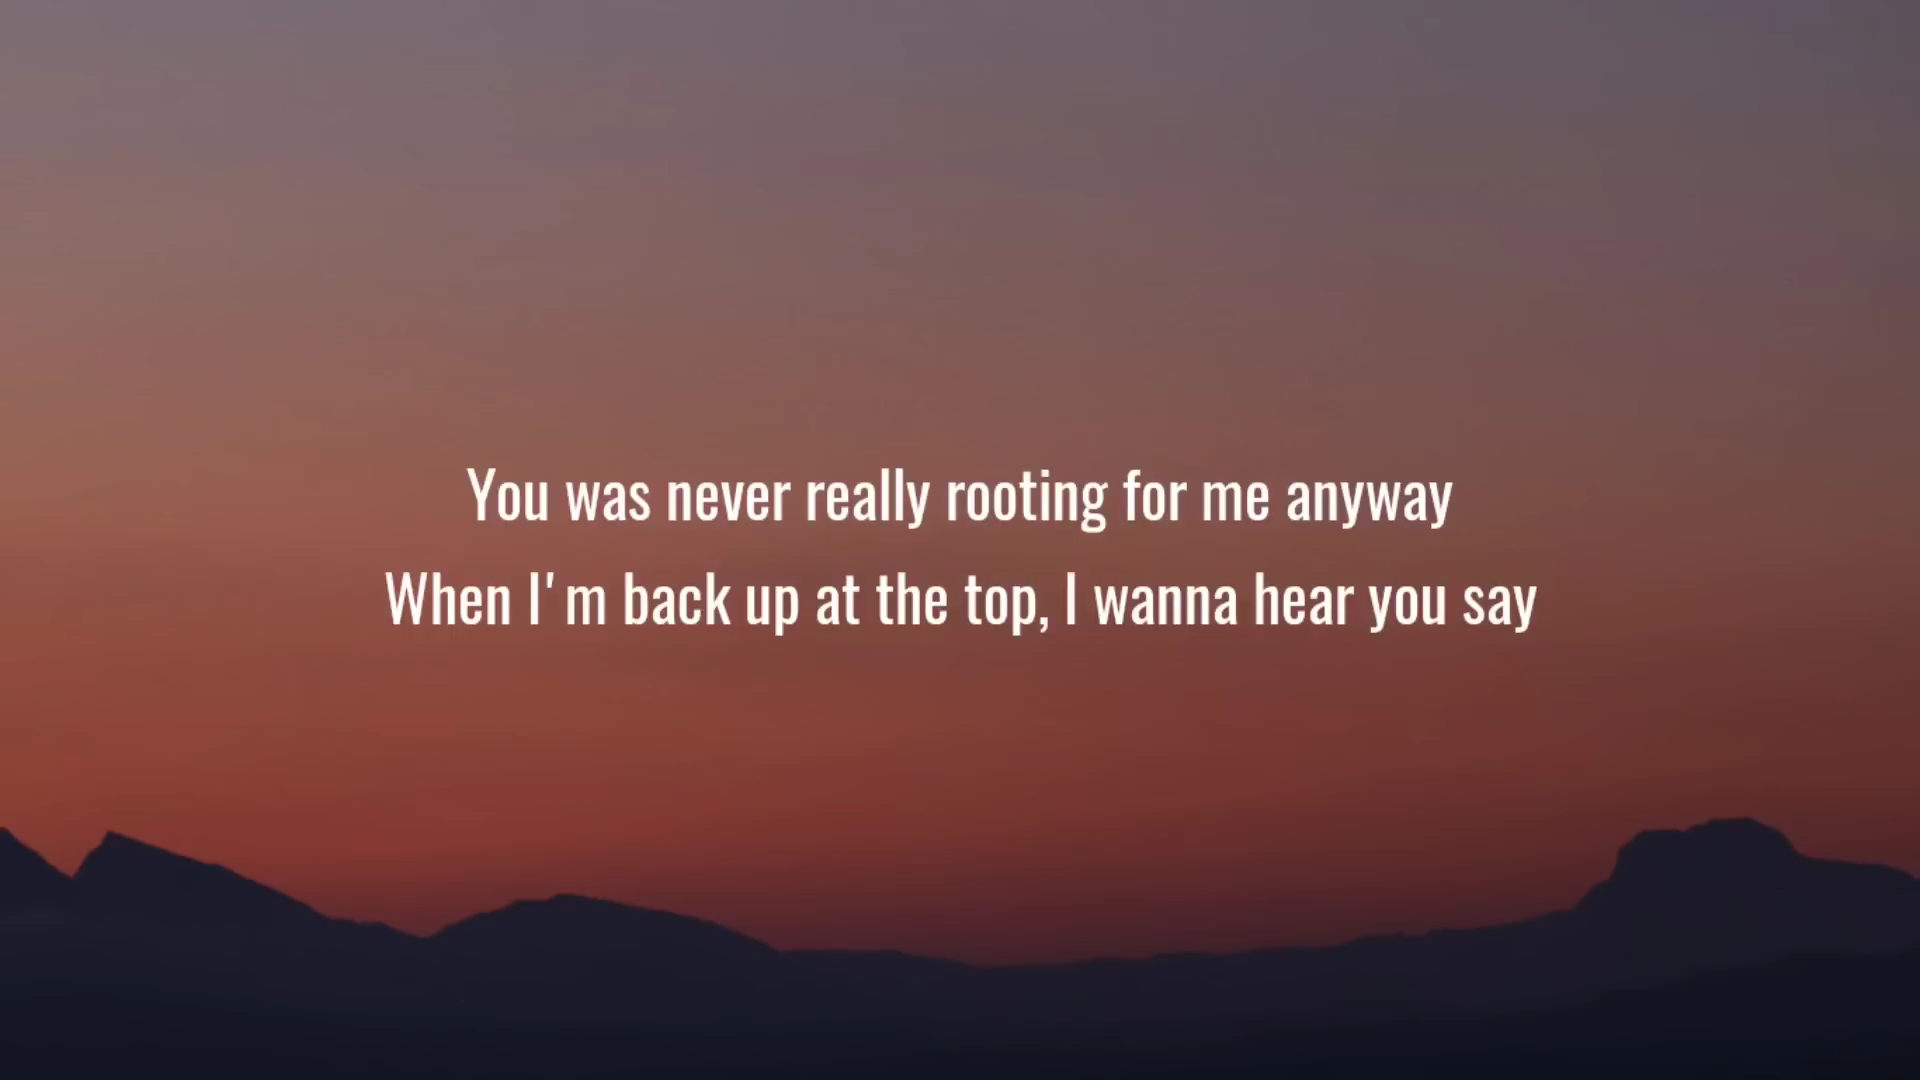 You was never really rooting for me anyway
When I'm back up at the top, I wanna hear you say